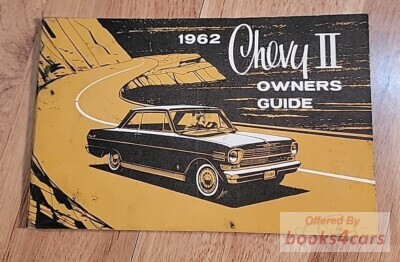 1962 Chevy II
OWNERS
GUIDE
Offered By
books4cars